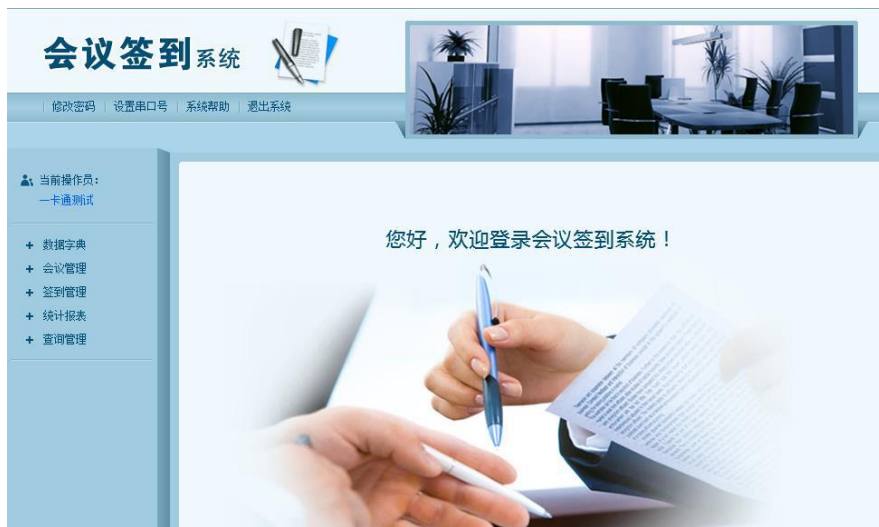 会议签到系统
修改密码 | 设置串口号 | 系统帮助 | 退出系统
当前操作员：
一卡通测试
+ 数据字典
+ 会议管理
+ 签到管理
+ 统计报表
+ 查询管理
您好，欢迎登录会议签到系统！